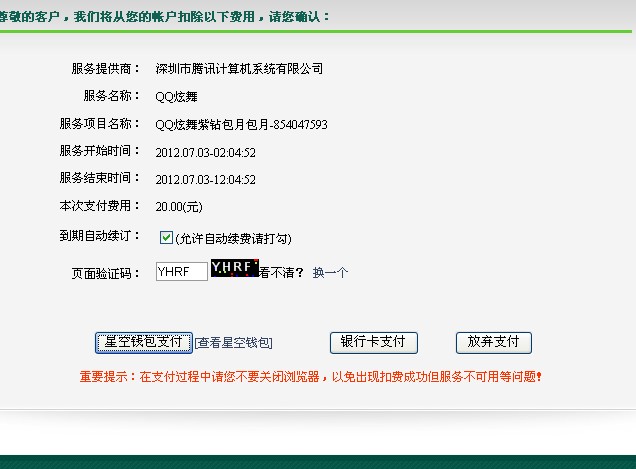 尊敬的客户，我们将从您的帐户扣除以下费用，请您确认：
服务提供商： 深圳市腾讯计算机系统有限公司
服务名称： QQ炫舞
服务项目名称： QQ炫舞紫钻包月包月-854047593
服务开始时间： 2012.07.03-02:04:52
服务结束时间： 2012.07.03-12:04:52
本次支付费用： 20.00(元)
到期自动续订： (允许自动续费请打勾)
页面验证码： YHRF YHRF 看不清？ 换一个
星空钱包支付 [查看星空钱包] 银行卡支付 放弃支付
重要提示：在支付过程中请您不要关闭浏览器，以免出现扣费成功但服务不可用等问题！